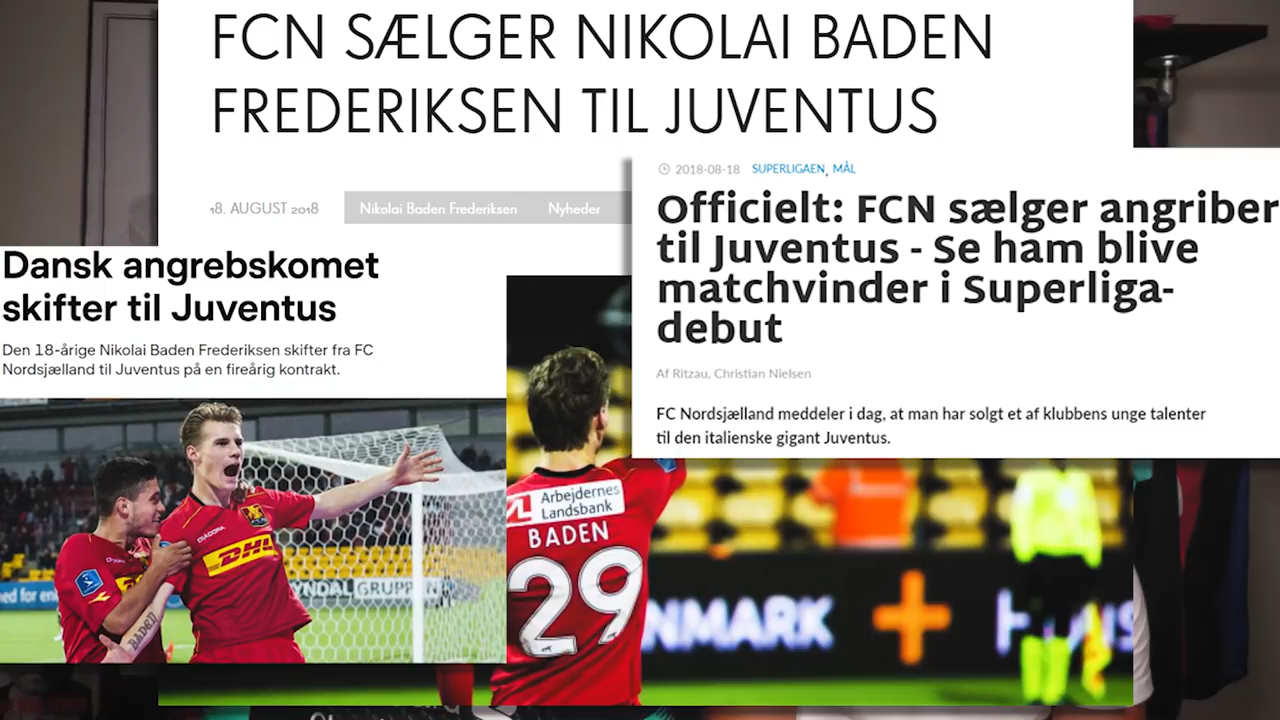 FCN SÆLGER NIKOLAI BADEN
FREDERIKSEN TIL JUVENTUS
18. AUGUST 2018
Nikolai Baden Frederiksen
Nyheder
2018-08-18 SUPERLIGAEN, MÅL
Officielt: FCN sælger angriber
til Juventus - Se ham blive
matchvinder i Superliga-
debut
Af Ritzau, Christian Nielsen
FC Nordsjælland meddeler i dag, at man har solgt et af klubbens unge talenter
til den italienske gigant Juventus.
Dansk angrebskomet
skifter til Juventus
Den 18-årige Nikolai Baden Frederiksen skifter fra FC
Nordsjælland til Juventus på en fireårig kontrakt.
DIADORA
DHL
BADEN
GRUPPEN
Arbejdernes
Landsbank
BADEN
29
NMARK +